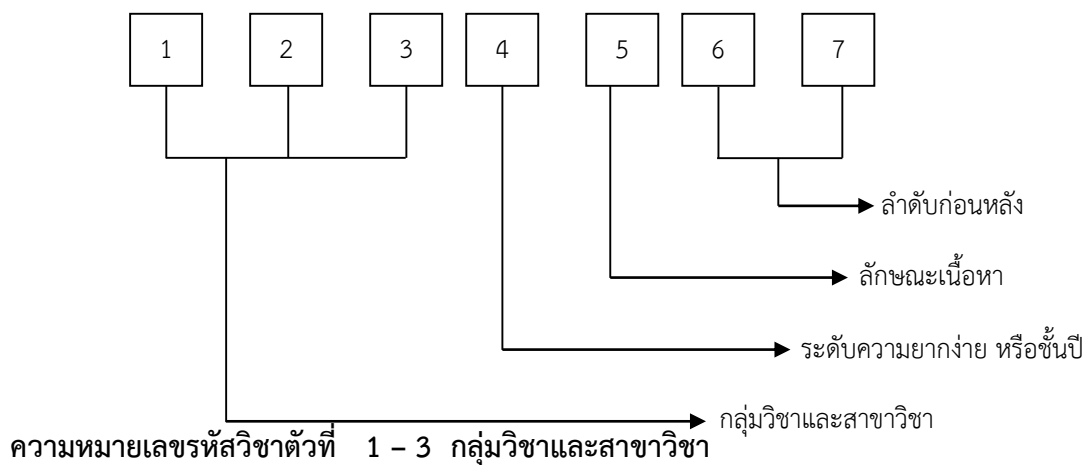 1 2 3 4 5 6 7
ลำดับก่อนหลัง
ลักษณะเนื้อหา
ระดับความยากง่าย หรือชั้นปี
กลุ่มวิชาและสาขาวิชา
ความหมายเลขรหัสวิชาตัวที่ 1 – 3 กลุ่มวิชาและสาขาวิชา